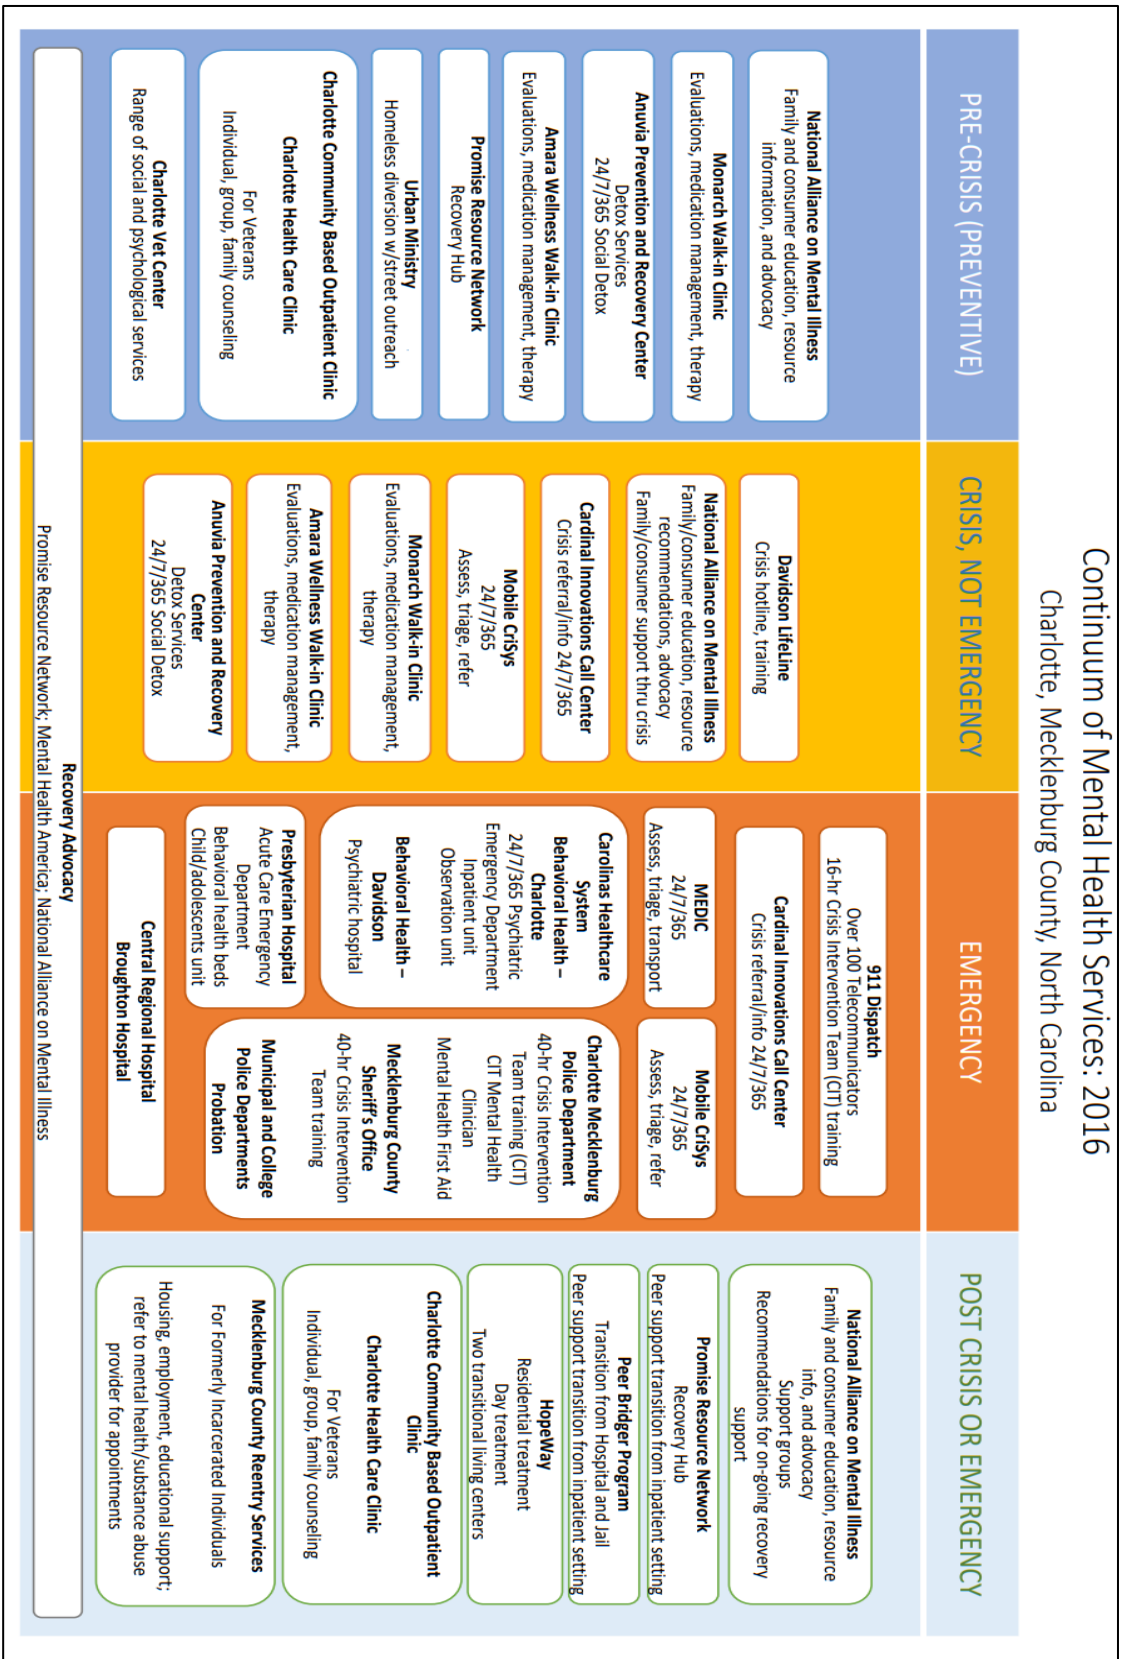 Continuum of Mental Health Services: 2016
Charlotte, Mecklenburg County, North Carolina
PRE-CRISIS (PREVENTIVE)
National Alliance on Mental Illness
Family and consumer education, resource
information, and advocacy
Monarch Walk-in Clinic
Evaluations, medication management, therapy
Anuvia Prevention and Recovery Center
Detox Services
24/7/365 Social Detox
Amara Wellness Walk-in Clinic
Evaluations, medication management, therapy
Promise Resource Network
Recovery Hub
Urban Ministry
Homeless diversion w/street outreach
Charlotte Community Based Outpatient Clinic
Charlotte Health Care Clinic
For Veterans
Individual, group, family counseling
Charlotte Vet Center
Range of social and psychological services
CRISIS, NOT EMERGENCY
Davidson LifeLine
Crisis hotline, training
National Alliance on Mental Illness
Family/consumer education, resource
recommendations, advocacy
Family/consumer support thru crisis
Cardinal Innovations Call Center
Crisis referral/info 24/7/365
Mobile CriSys
24/7/365
Assess, triage, refer
Monarch Walk-in Clinic
Evaluations, medication management,
therapy
Amara Wellness Walk-in Clinic
Evaluations, medication management,
therapy
Anuvia Prevention and Recovery
Center
Detox Services
24/7/365 Social Detox
EMERGENCY
911 Dispatch
Over 100 Telecommunicators
16-hr Crisis Intervention Team (CIT) training
Cardinal Innovations Call Center
Crisis referral/info 24/7/365
MEDIC
24/7/365
Assess, triage, transport
Mobile CriSys
24/7/365
Assess, triage, refer
Carolinas Healthcare
System
Behavioral Health –
Charlotte
24/7/365 Psychiatric
Emergency Department
Inpatient unit
Observation unit
Behavioral Health –
Davidson
Psychiatric hospital
Charlotte Mecklenburg
Police Department
40-hr Crisis Intervention
Team training (CIT)
CIT Mental Health
Clinician
Mental Health First Aid
Mecklenburg County
Sheriff's Office
40-hr Crisis Intervention
Team training
Municipal and College
Police Departments
Probation
Presbyterian Hospital
Acute Care Emergency
Department
Behavioral health beds
Child/adolescents unit
Central Regional Hospital
Broughton Hospital
POST CRISIS OR EMERGENCY
National Alliance on Mental Illness
Family and consumer education, resource
info, and advocacy
Support groups
Recommendations for on-going recovery
support
Promise Resource Network
Recovery Hub
Peer support transition from inpatient setting
Peer Bridger Program
Transition from Hospital and Jail
Peer support transition from inpatient setting
HopeWay
Residential treatment
Day treatment
Two transitional living centers
Charlotte Community Based Outpatient
Clinic
Charlotte Health Care Clinic
For Veterans
Individual, group, family counseling
Mecklenburg County Reentry Services
For Formerly Incarcerated Individuals
Housing, employment, educational support;
refer to mental health/substance abuse
provider for appointments
Recovery Advocacy
Promise Resource Network; Mental Health America; National Alliance on Mental Illness